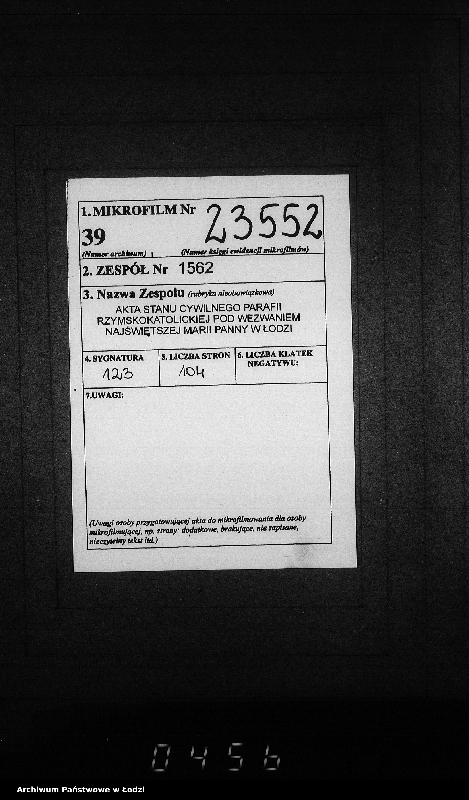 1. MIKROFILM Nr 23552
39
(Numer archiwum) (Numer księgi ewidencji mikrofilmów)
2. ZESPÓŁ Nr 1562
3. Nazwa Zespołu (rubryka nieobowiązkowa)
AKTA STANU CYWILNEGO PARAFII
RZYMSKOKATOLICKIEJ POD WEZWANIEM
NAJŚWIĘTSZEJ MARII PANNY W ŁODZI
4. SYGNATURA 5. LICZBA STRON 6. LICZBA KLATEK
NEGATYWU:
123 104
7. UWAGI:
(Uwagi osoby przygotowującej akta do mikrofilmowania dla osoby
mikrofilmującej, np. strony: dodatkowe, brakujące, nie zapisane,
nieczytelny tekst itd.)
0456
Archiwum Państwowe w Łodzi